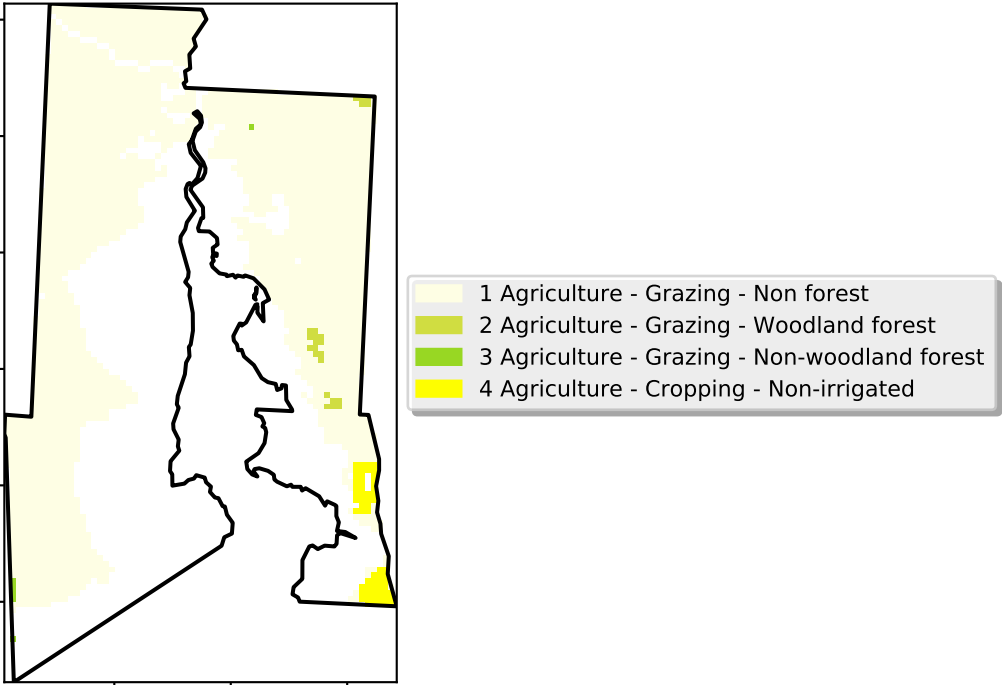 1 Agriculture - Grazing - Non forest
2 Agriculture - Grazing - Woodland forest
3 Agriculture - Grazing - Non-woodland forest
4 Agriculture - Cropping - Non-irrigated